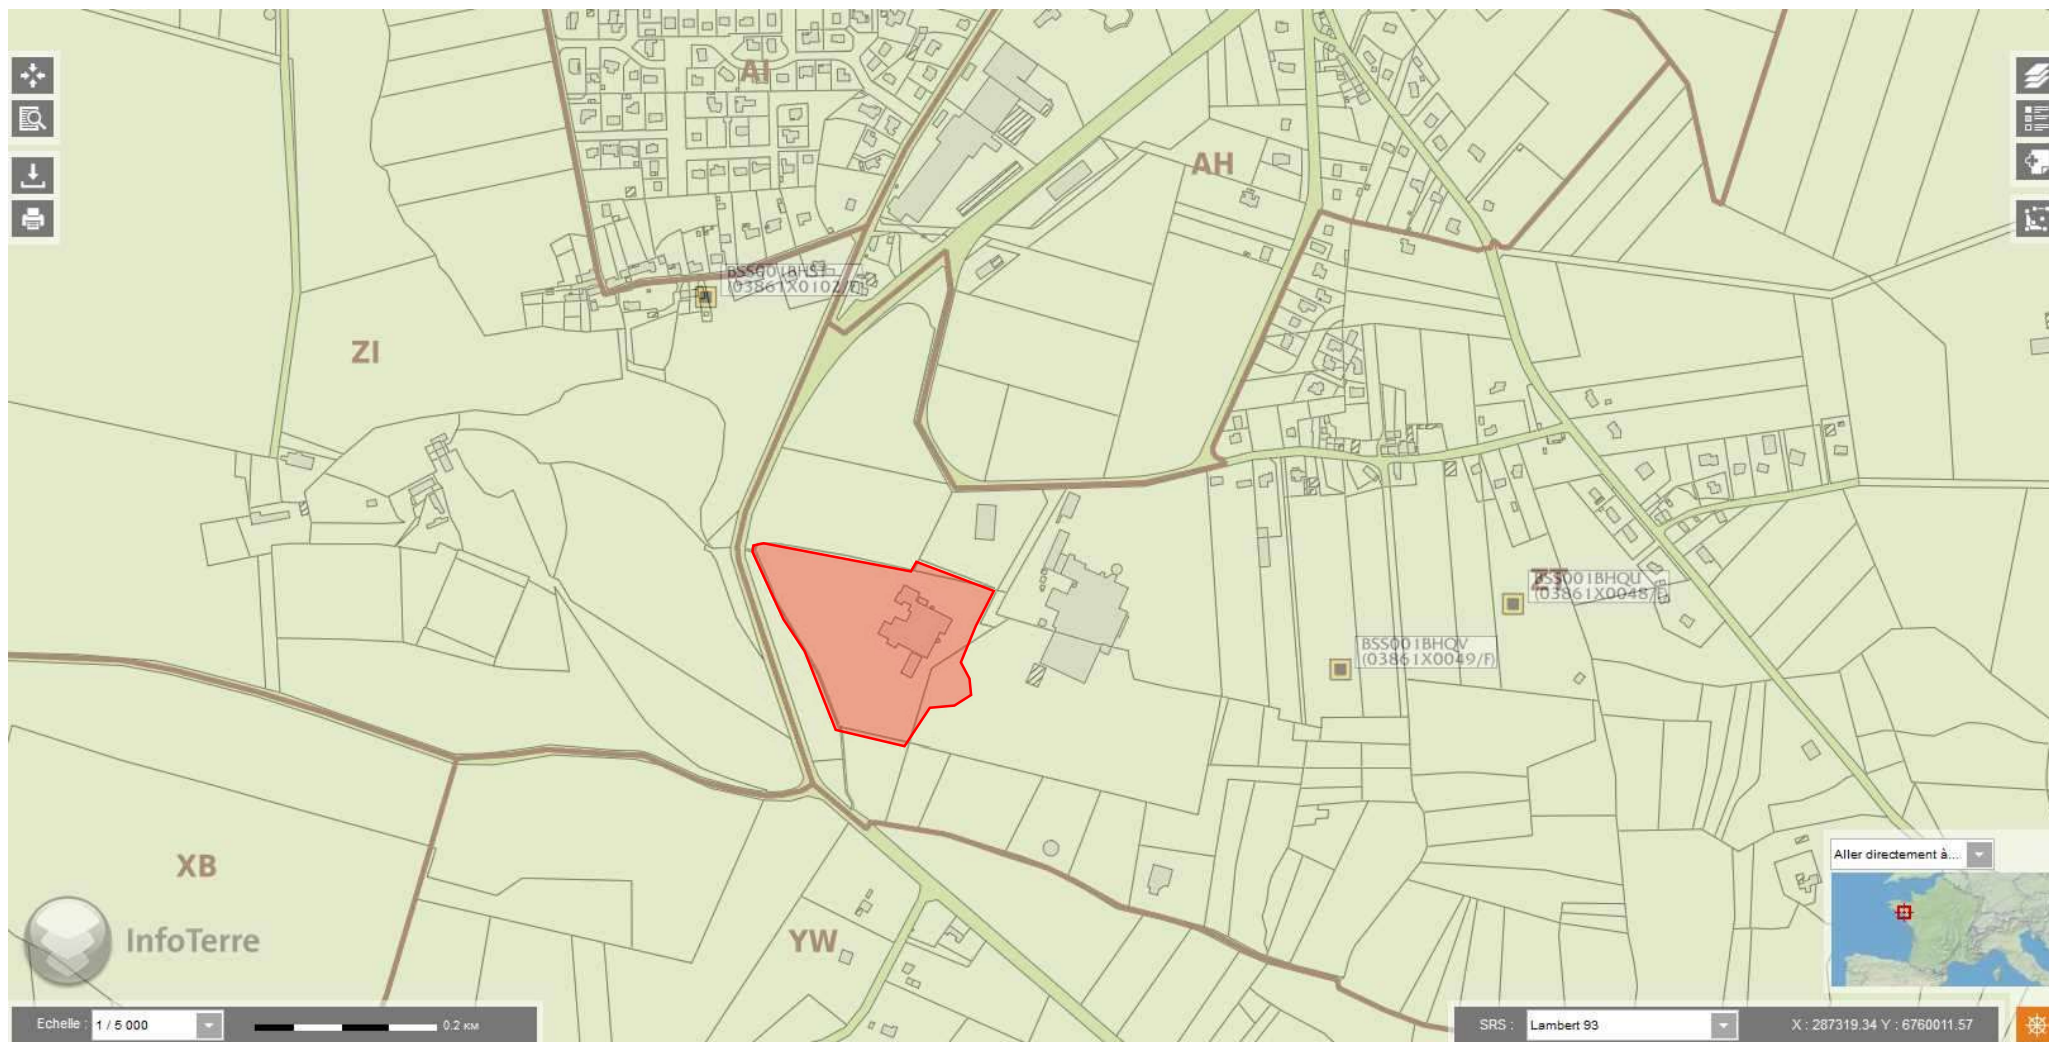 AI
AH
BSS001BHST
(03861X0102/F)
ZI
ZT
BSS001BHQU
(03861X0048/F)
BSS001BHQV
(03861X0049/F)
XB
YW
InfoTerre
Aller directement à...
Echelle : 1 / 5 000
0.2 KM
SRS : Lambert 93
X : 287319.34 Y : 6760011.57